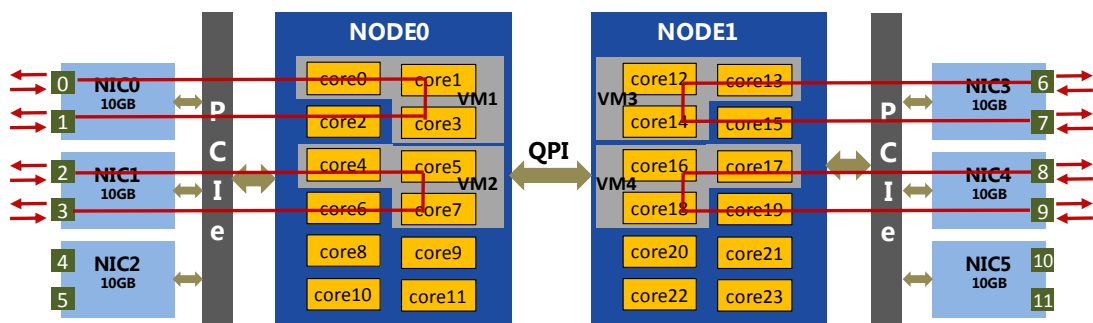 NODE0
NODE1
0
NIC0
10GB
1
2
NIC1
10GB
3
4
NIC2
10GB
5
P
C
I
e
core0
core1
VM1
core2
core3
core4
core5
VM2
core6
core7
core8
core9
core10
core11
QPI
core12
core13
VM3
core14
core15
core16
core17
VM4
core18
core19
core20
core21
core22
core23
P
C
I
e
6
NIC3
10GB
7
8
NIC4
10GB
9
10
NIC5
10GB
11